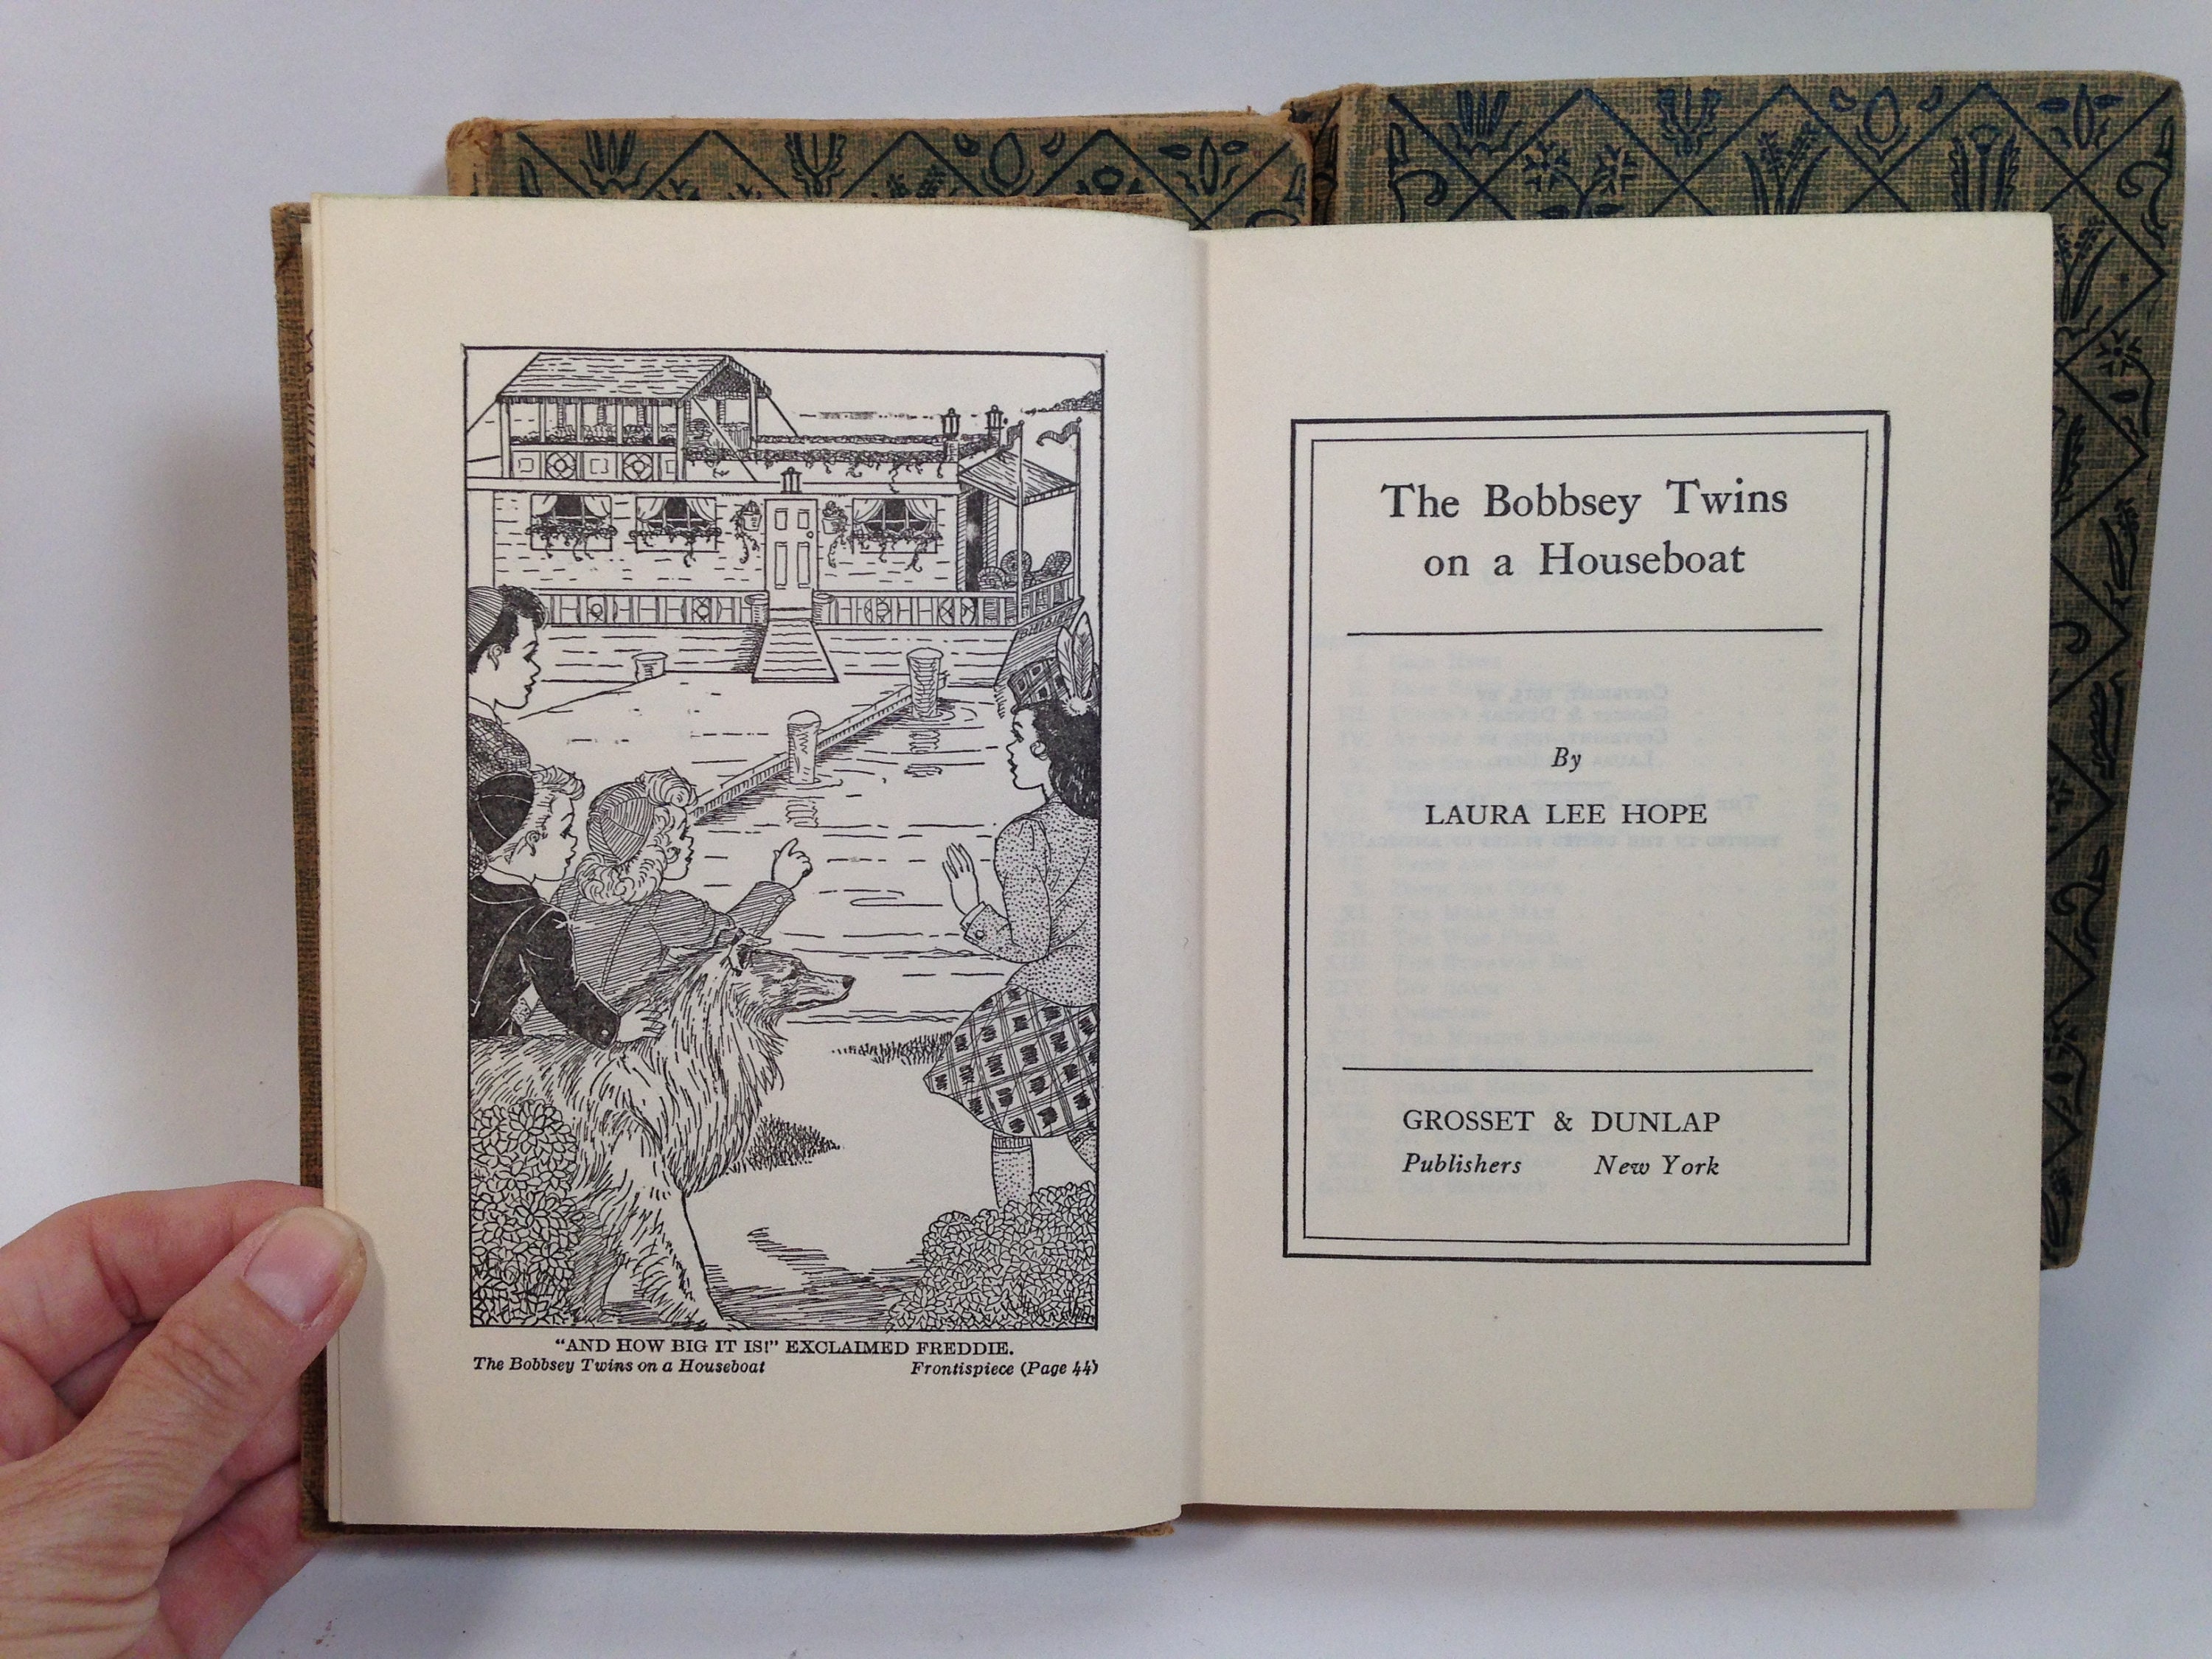 "AND HOW BIG IT IS!" EXCLAIMED FREDDIE.
The Bobbsey Twins on a Houseboat Frontispiece (Page 44)
The Bobbsey Twins
on a Houseboat
By
LAURA LEE HOPE
GROSSET & DUNLAP
Publishers New York